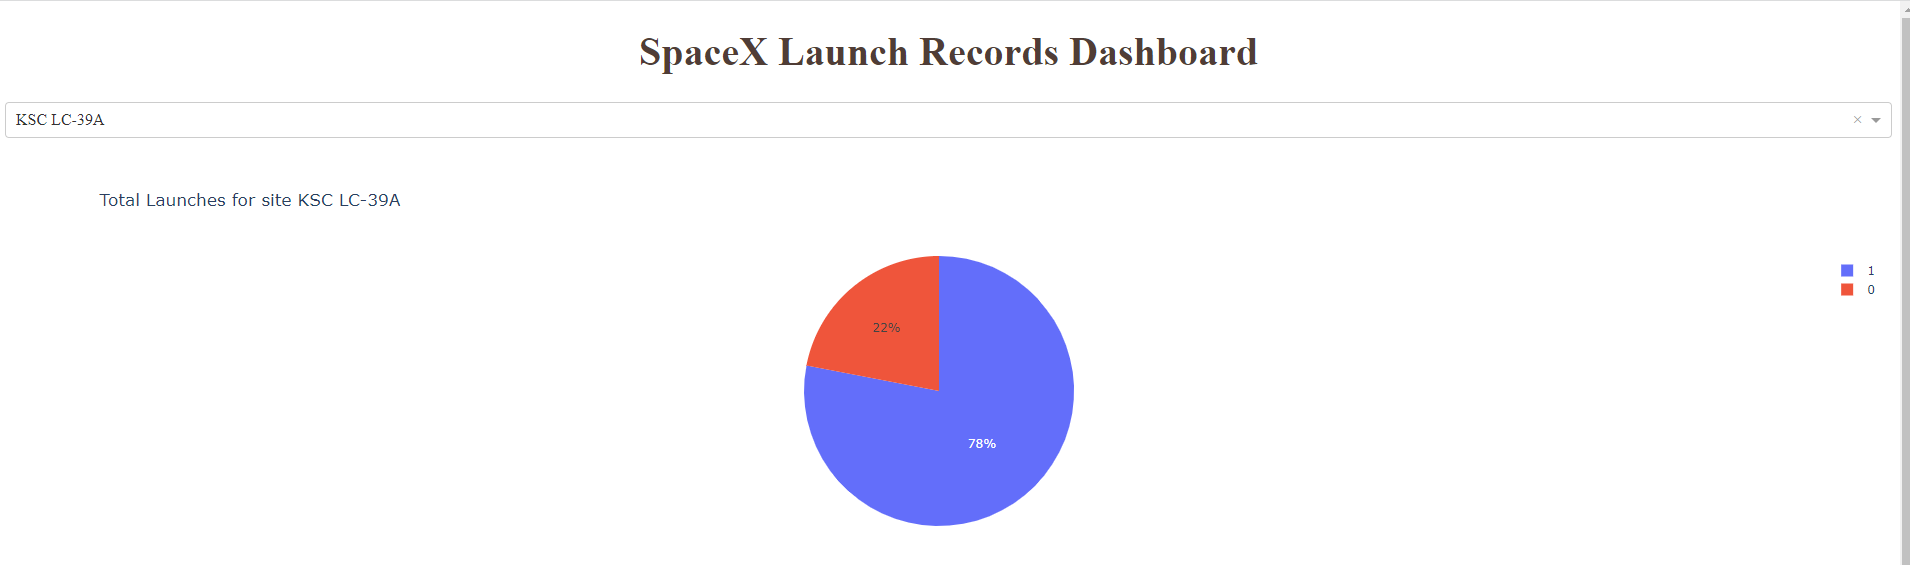 SpaceX Launch Records Dashboard
KSC LC-39A
×
Total Launches for site KSC LC-39A
1
0
22%
78%